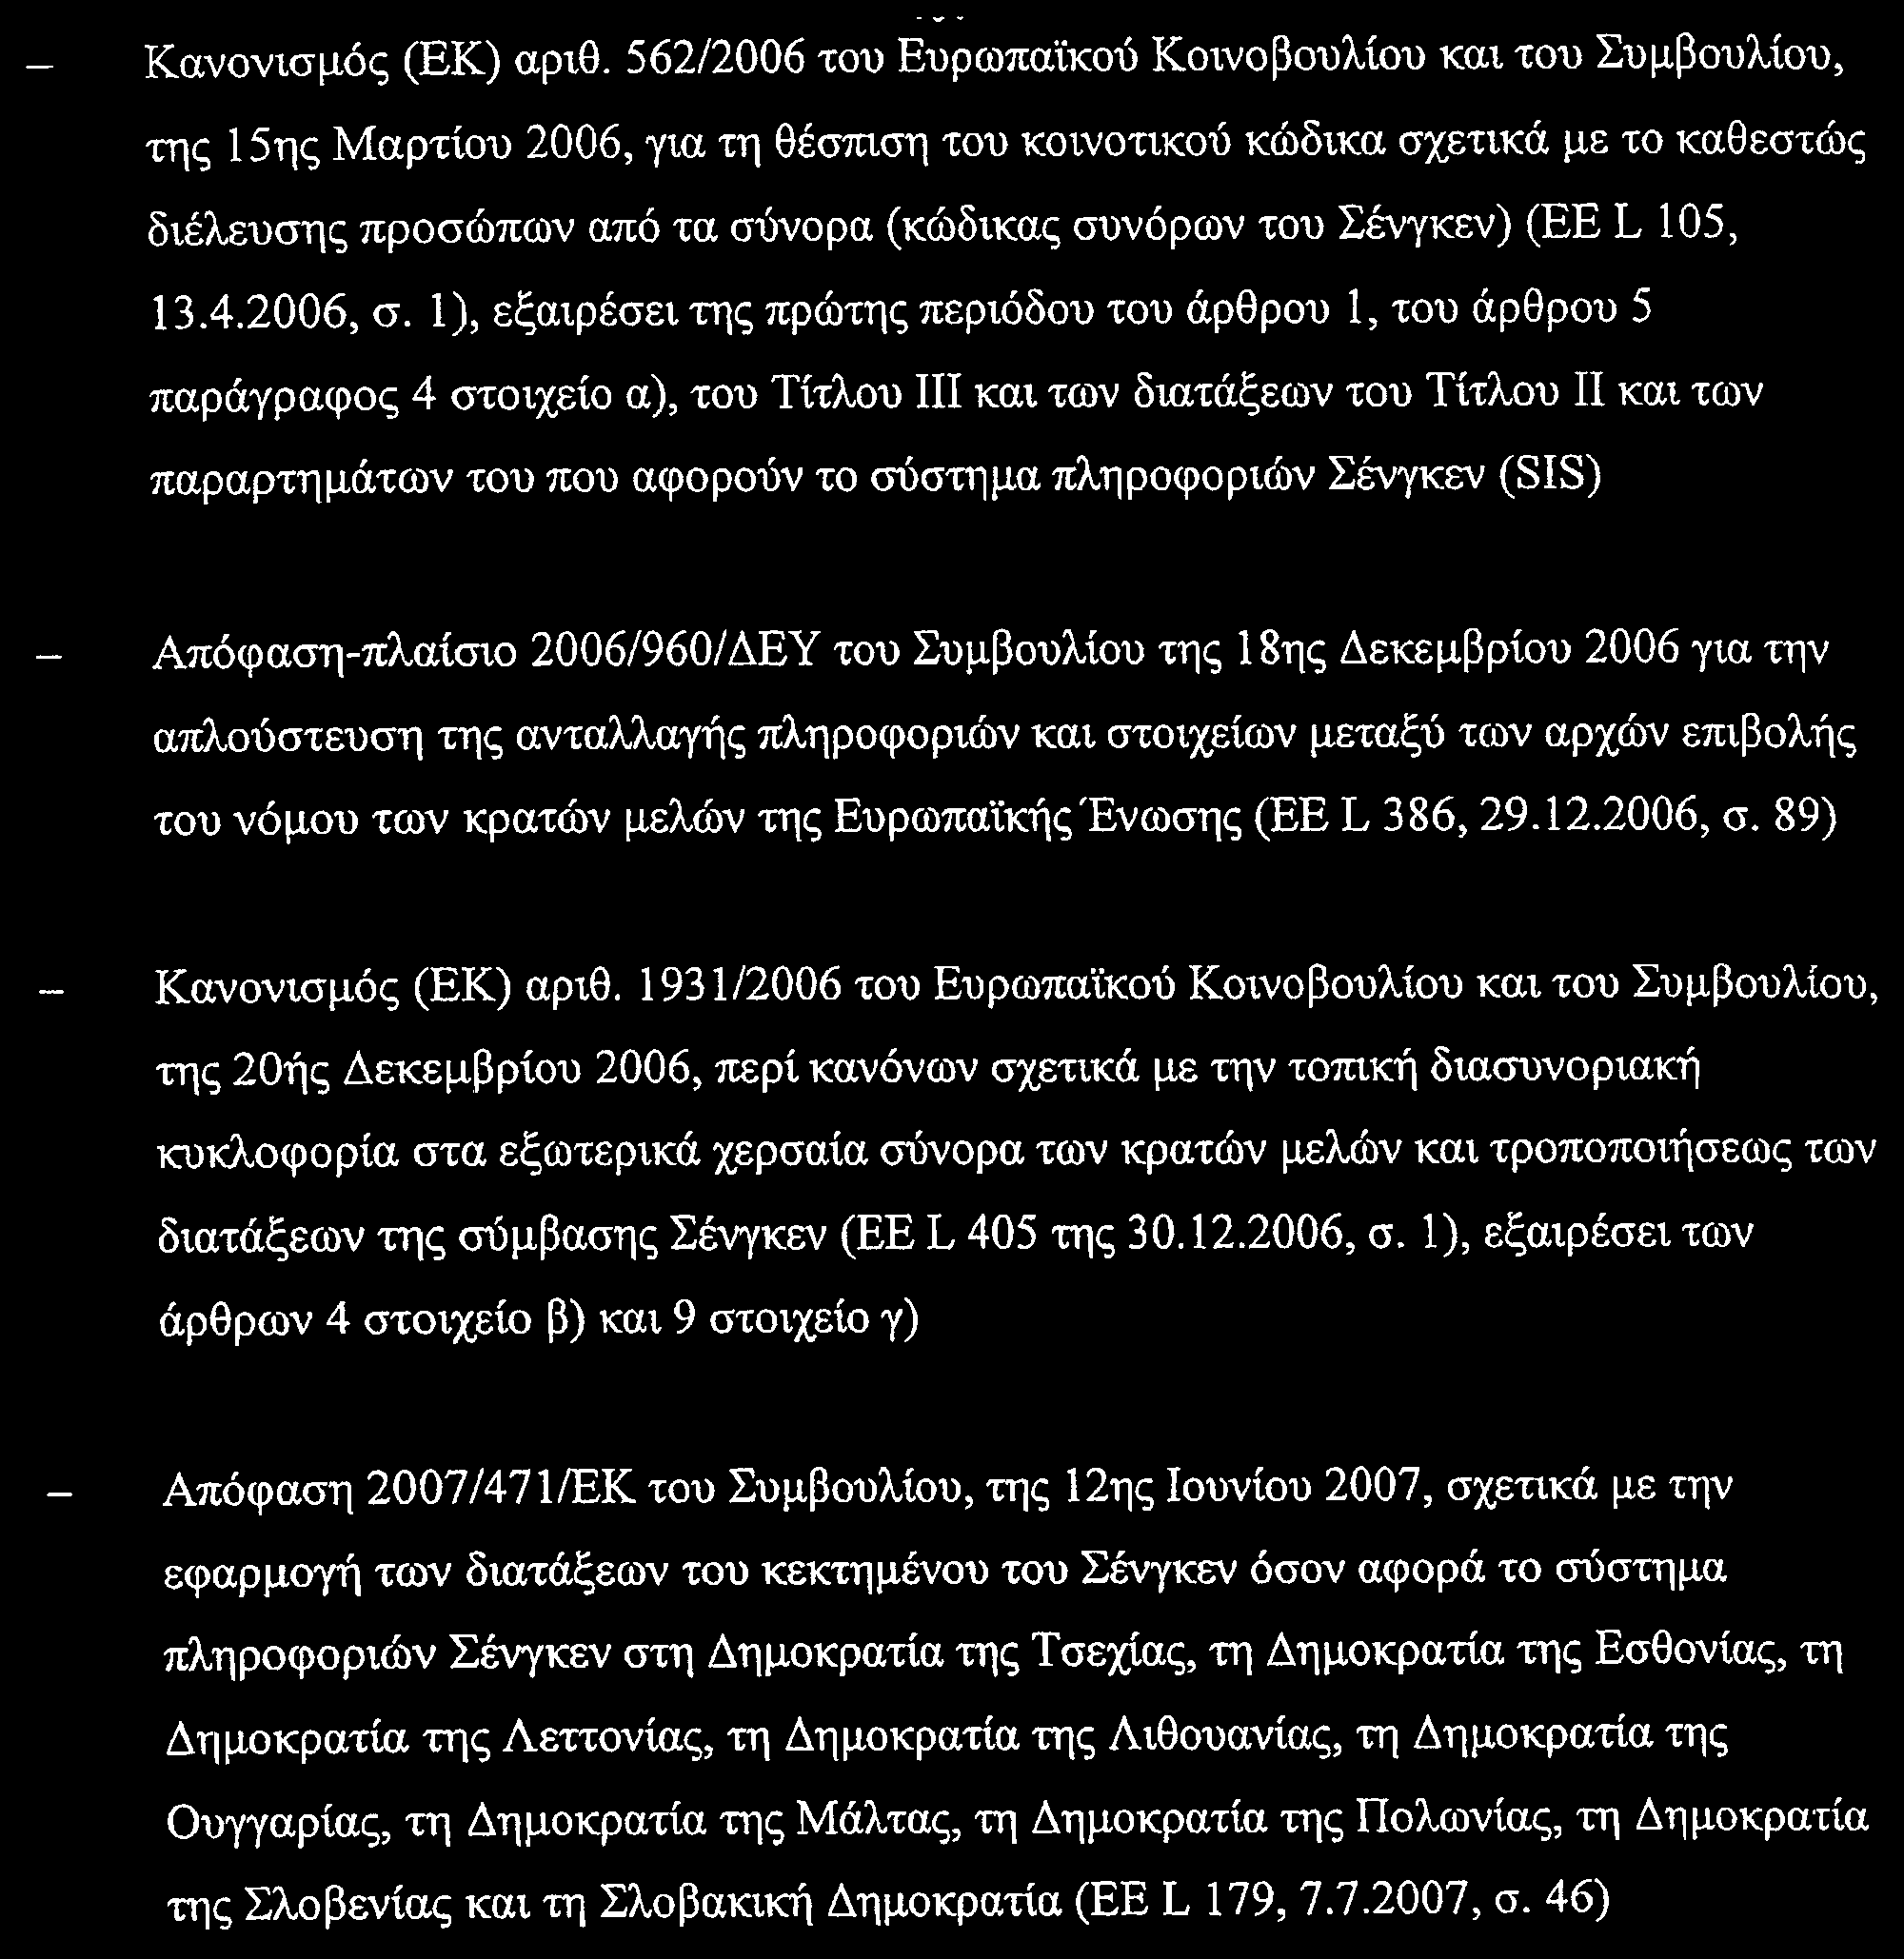 – Κανονισμός (ΕΚ) αριθ. 562/2006 του Ευρωπαϊκού Κοινοβουλίου και του Συμβουλίου,
της 15ης Μαρτίου 2006, για τη θέσπιση του κοινοτικού κώδικα σχετικά με το καθεστώς
διέλευσης προσώπων από τα σύνορα (κώδικας συνόρων του Σένγκεν) (ΕΕ L 105,
13.4.2006, σ. 1), εξαιρέσει της πρώτης περιόδου του άρθρου 1, του άρθρου 5
παράγραφος 4 στοιχείο α), του Τίτλου ΙΙΙ και των διατάξεων του Τίτλου ΙΙ και των
παραρτημάτων του που αφορούν το σύστημα πληροφοριών Σένγκεν (SIS)
– Απόφαση-πλαίσιο 2006/960/ΔΕΥ του Συμβουλίου της 18ης Δεκεμβρίου 2006 για την
απλούστευση της ανταλλαγής πληροφοριών και στοιχείων μεταξύ των αρχών επιβολής
του νόμου των κρατών μελών της Ευρωπαϊκής Ένωσης (ΕΕ L 386, 29.12.2006, σ. 89)
– Κανονισμός (ΕΚ) αριθ. 1931/2006 του Ευρωπαϊκού Κοινοβουλίου και του Συμβουλίου,
της 20ής Δεκεμβρίου 2006, περί κανόνων σχετικά με την τοπική διασυνοριακή
κυκλοφορία στα εξωτερικά χερσαία σύνορα των κρατών μελών και τροποποιήσεως των
διατάξεων της σύμβασης Σένγκεν (ΕΕ L 405 της 30.12.2006, σ. 1), εξαιρέσει των
άρθρων 4 στοιχείο β) και 9 στοιχείο γ)
– Απόφαση 2007/471/ΕΚ του Συμβουλίου, της 12ης Ιουνίου 2007, σχετικά με την
εφαρμογή των διατάξεων του κεκτημένου του Σένγκεν όσον αφορά το σύστημα
πληροφοριών Σένγκεν στη Δημοκρατία της Τσεχίας, τη Δημοκρατία της Εσθονίας, τη
Δημοκρατία της Λεττονίας, τη Δημοκρατία της Λιθουανίας, τη Δημοκρατία της
Ουγγαρίας, τη Δημοκρατία της Μάλτας, τη Δημοκρατία της Πολωνίας, τη Δημοκρατία
της Σλοβενίας και τη Σλοβακική Δημοκρατία (ΕΕ L 179, 7.7.2007, σ. 46)